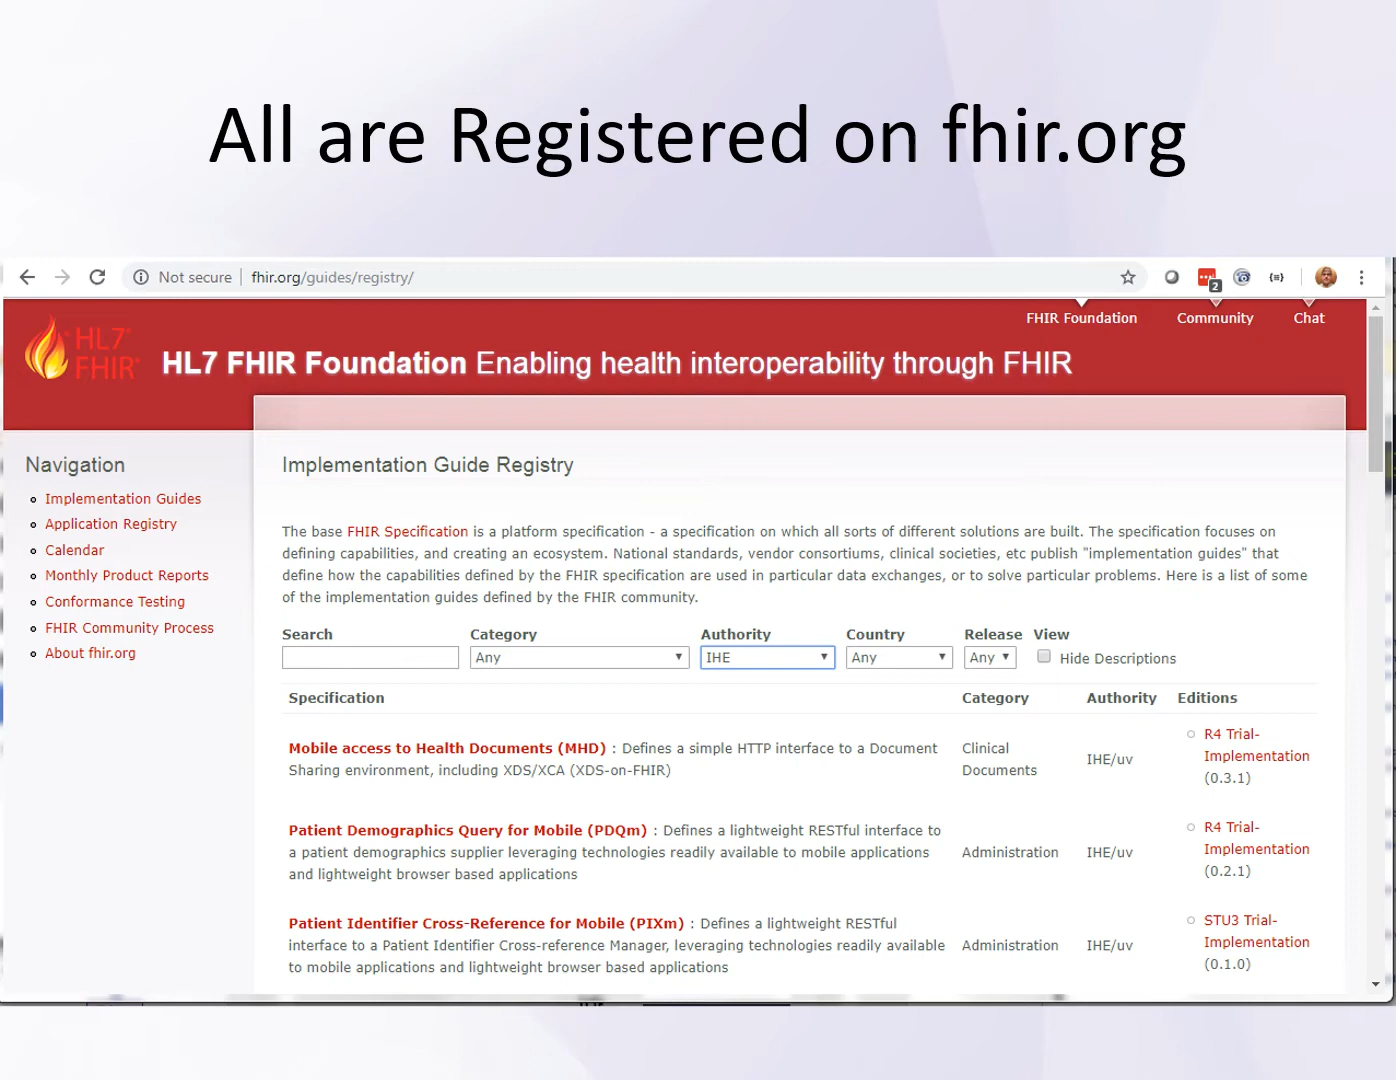 All are Registered on fhir.org
Not secure fhir.org/guides/registry/
2
FHIR Foundation Community Chat
HL7
FHIR
HL7 FHIR Foundation Enabling health interoperability through FHIR
Navigation
Implementation Guides
Application Registry
Calendar
Monthly Product Reports
Conformance Testing
FHIR Community Process
About fhir.org
Implementation Guide Registry
The base FHIR Specification is a platform specification - a specification on which all sorts of different solutions are built. The specification focuses on
defining capabilities, and creating an ecosystem. National standards, vendor consortiums, clinical societies, etc publish "implementation guides" that
define how the capabilities defined by the FHIR specification are used in particular data exchanges, or to solve particular problems. Here is a list of some
of the implementation guides defined by the FHIR community.
Search Category Authority Country Release View
Any IHE Any Any Hide Descriptions
Specification Category Authority Editions
Mobile access to Health Documents (MHD) : Defines a simple HTTP interface to a Document
Sharing environment, including XDS/XCA (XDS-on-FHIR)
Clinical
Documents
IHE/uv
R4 Trial-
Implementation
(0.3.1)
Patient Demographics Query for Mobile (PDQm) : Defines a lightweight RESTful interface to
a patient demographics supplier leveraging technologies readily available to mobile applications
and lightweight browser based applications
Administration
IHE/uv
R4 Trial-
Implementation
(0.2.1)
Patient Identifier Cross-Reference for Mobile (PIXm) : Defines a lightweight RESTful
interface to a Patient Identifier Cross-reference Manager, leveraging technologies readily available
to mobile applications and lightweight browser based applications
Administration
IHE/uv
STU3 Trial-
Implementation
(0.1.0)